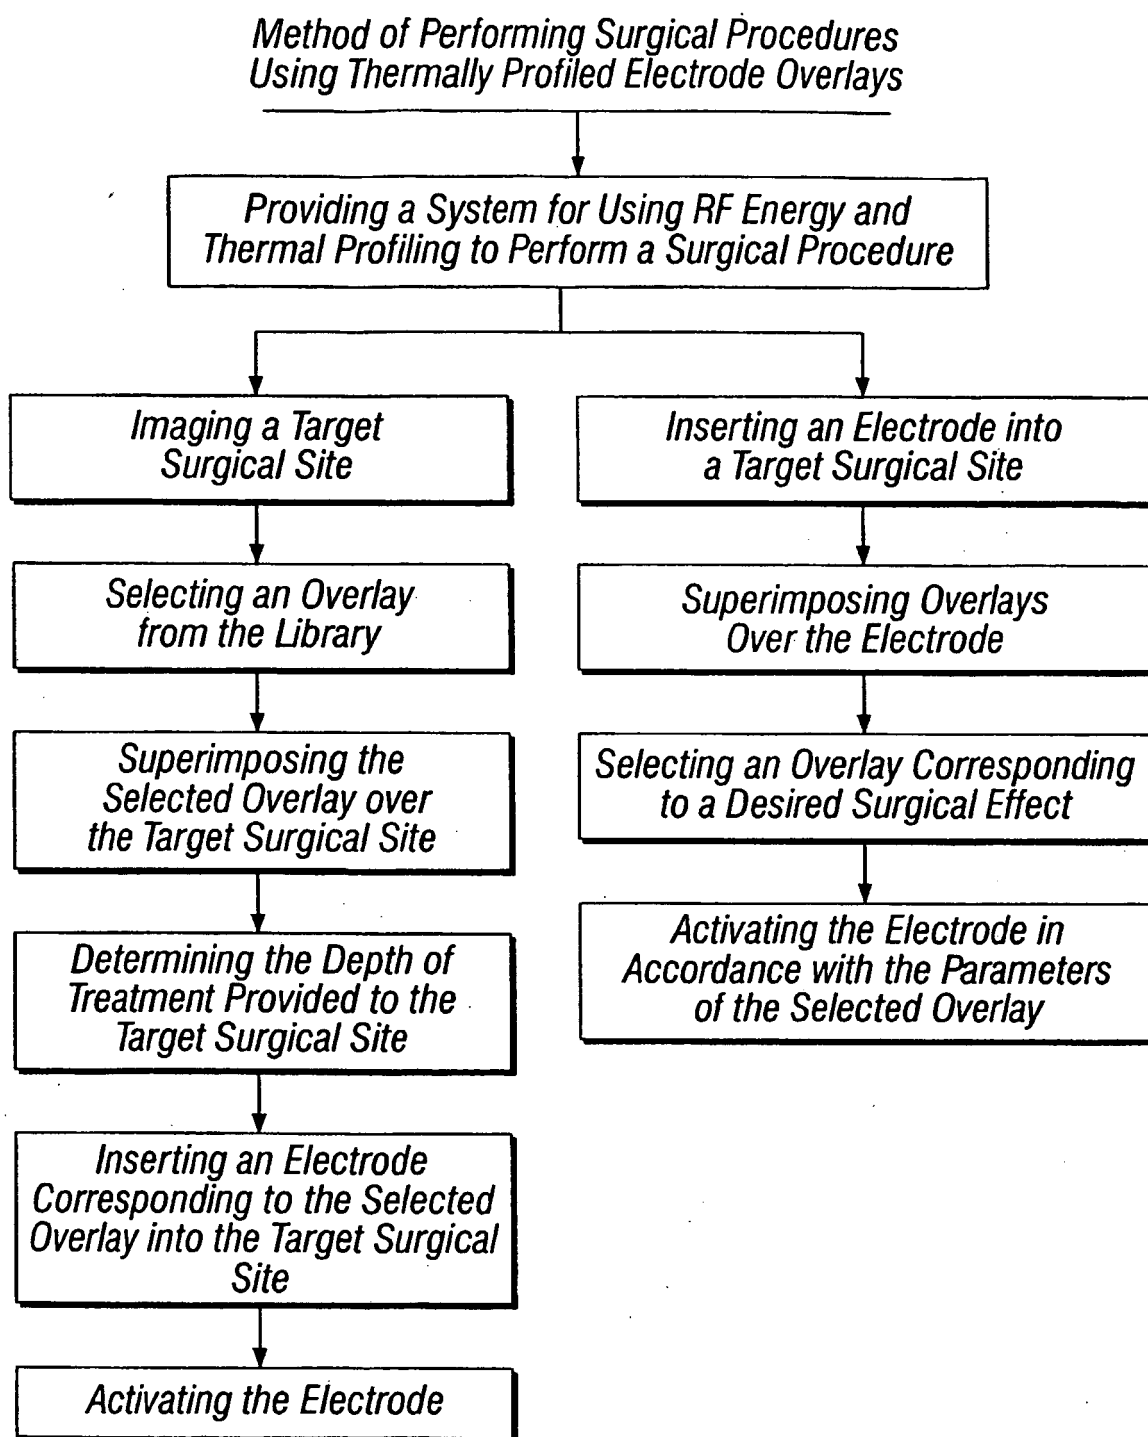 Method of Performing Surgical Procedures
Using Thermally Profiled Electrode Overlays
Providing a System for Using RF Energy and
Thermal Profiling to Perform a Surgical Procedure
Imaging a Target
Surgical Site
Selecting an Overlay
from the Library
Superimposing the
Selected Overlay over
the Target Surgical Site
Determining the Depth of
Treatment Provided to the
Target Surgical Site
Inserting an Electrode
Corresponding to the Selected
Overlay into the Target Surgical
Site
Activating the Electrode
Inserting an Electrode into
a Target Surgical Site
Superimposing Overlays
Over the Electrode
Selecting an Overlay Corresponding
to a Desired Surgical Effect
Activating the Electrode in
Accordance with the Parameters
of the Selected Overlay